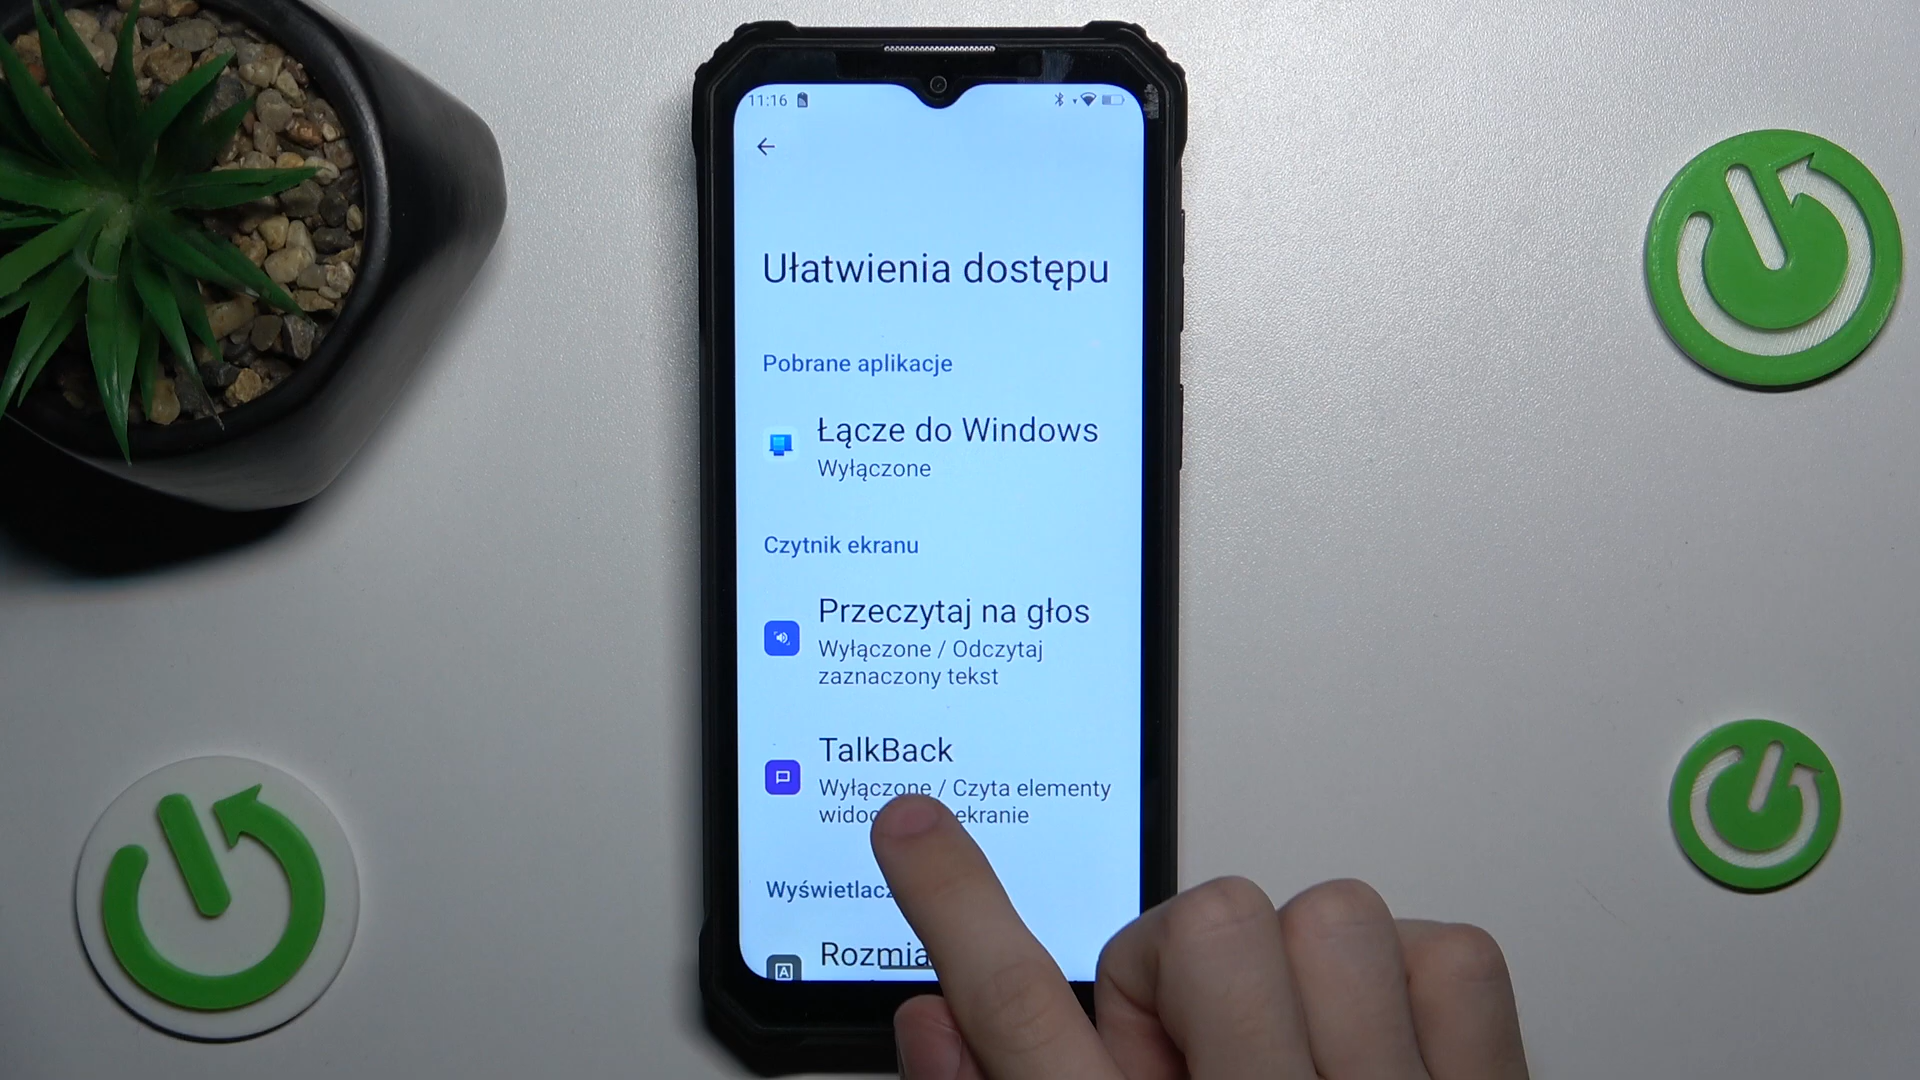 11:16
Ułatwienia dostępu
Pobrane aplikacje
Łącze do Windows
Wyłączone
Czytnik ekranu
Przeczytaj na głos
Wyłączone / Odczytaj
zaznaczony tekst
TalkBack
Wyłączone / Czyta elementy
ekranie
A